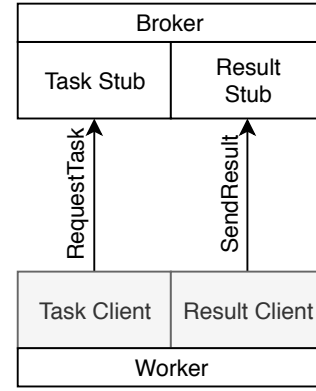 Broker
Task Stub
Result
Stub
RequestTask
SendResult
Task Client
Result Client
Worker